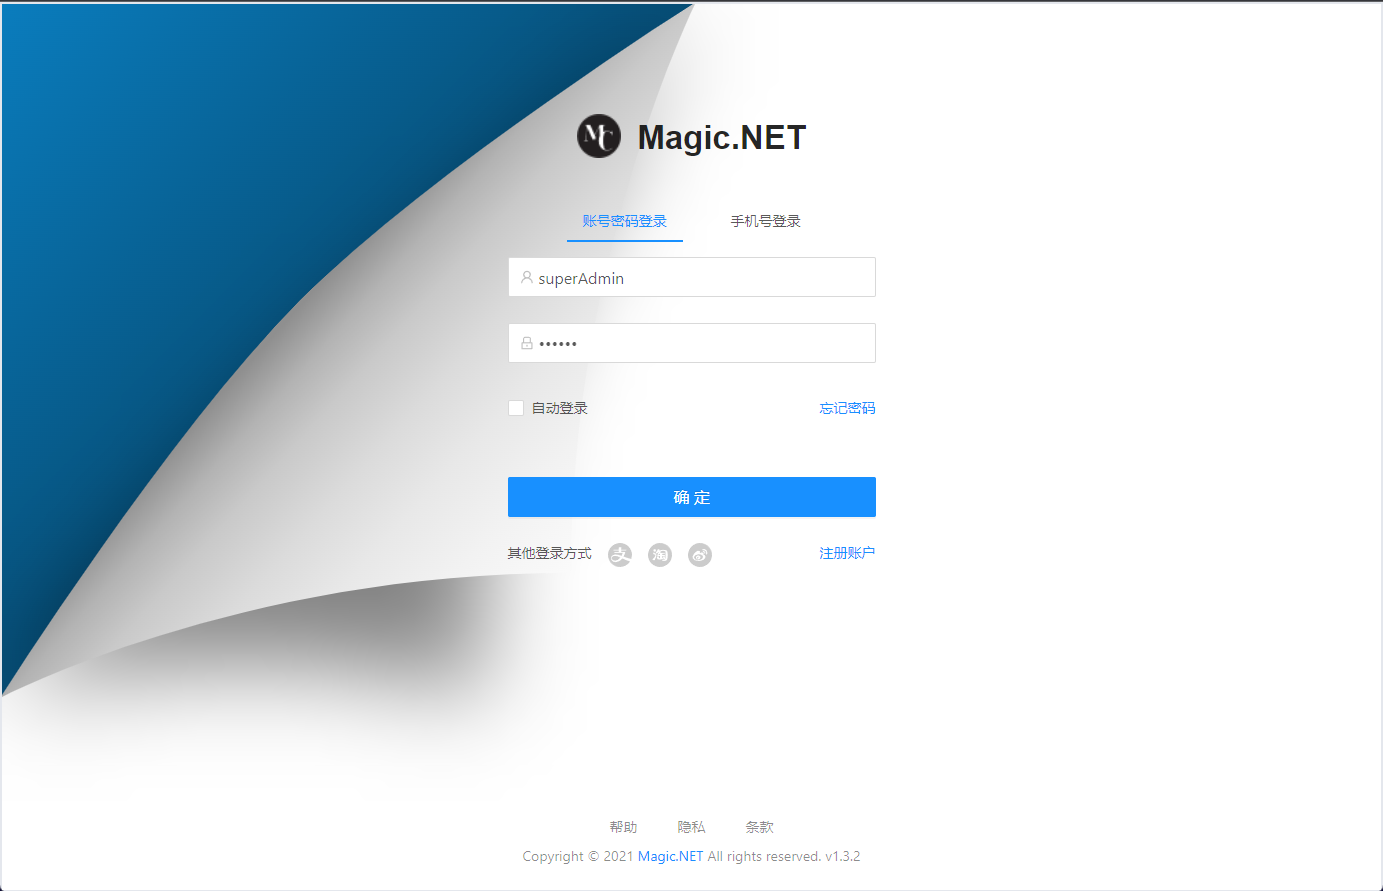 MC Magic.NET
账号密码登录 手机号登录
superAdmin
••••••
自动登录 忘记密码
确 定
其他登录方式 支 淘 注册账户
帮助 隐私 条款
Copyright © 2021 Magic.NET All rights reserved. v1.3.2